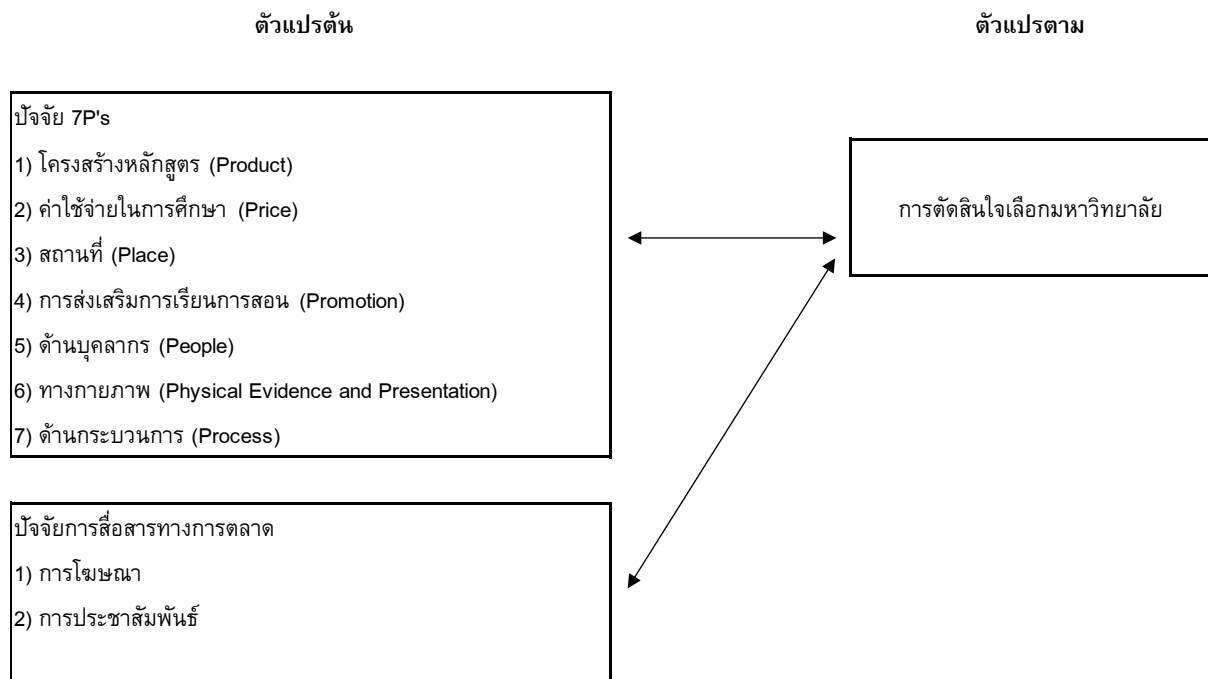 ตัวแปรต้น
ตัวแปรตาม
ปัจจัย 7P's
1) โครงสร้างหลักสูตร (Product)
2) ค่าใช้จ่ายในการศึกษา (Price)
3) สถานที่ (Place)
4) การส่งเสริมการเรียนการสอน (Promotion)
5) ด้านบุคลากร (People)
6) ทางกายภาพ (Physical Evidence and Presentation)
7) ด้านกระบวนการ (Process)
การตัดสินใจเลือกมหาวิทยาลัย
ปัจจัยการสื่อสารทางการตลาด
1) การโฆษณา
2) การประชาสัมพันธ์